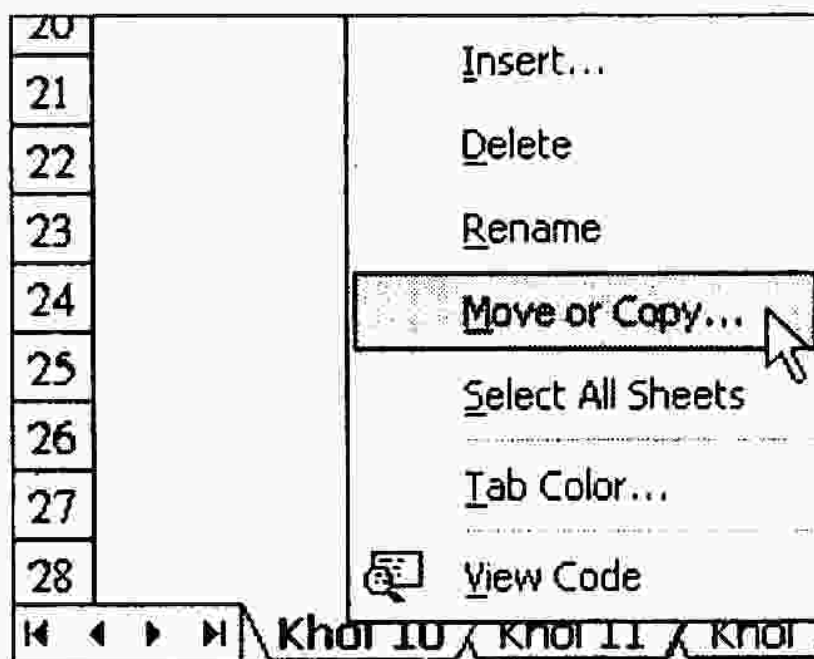 20
21
22
23
24
25
26
27
28
Insert...
Delete
Rename
Move or Copy...
Select All Sheets
Tab Color...
View Code
Khoi 10 Khoi 11 Khoi